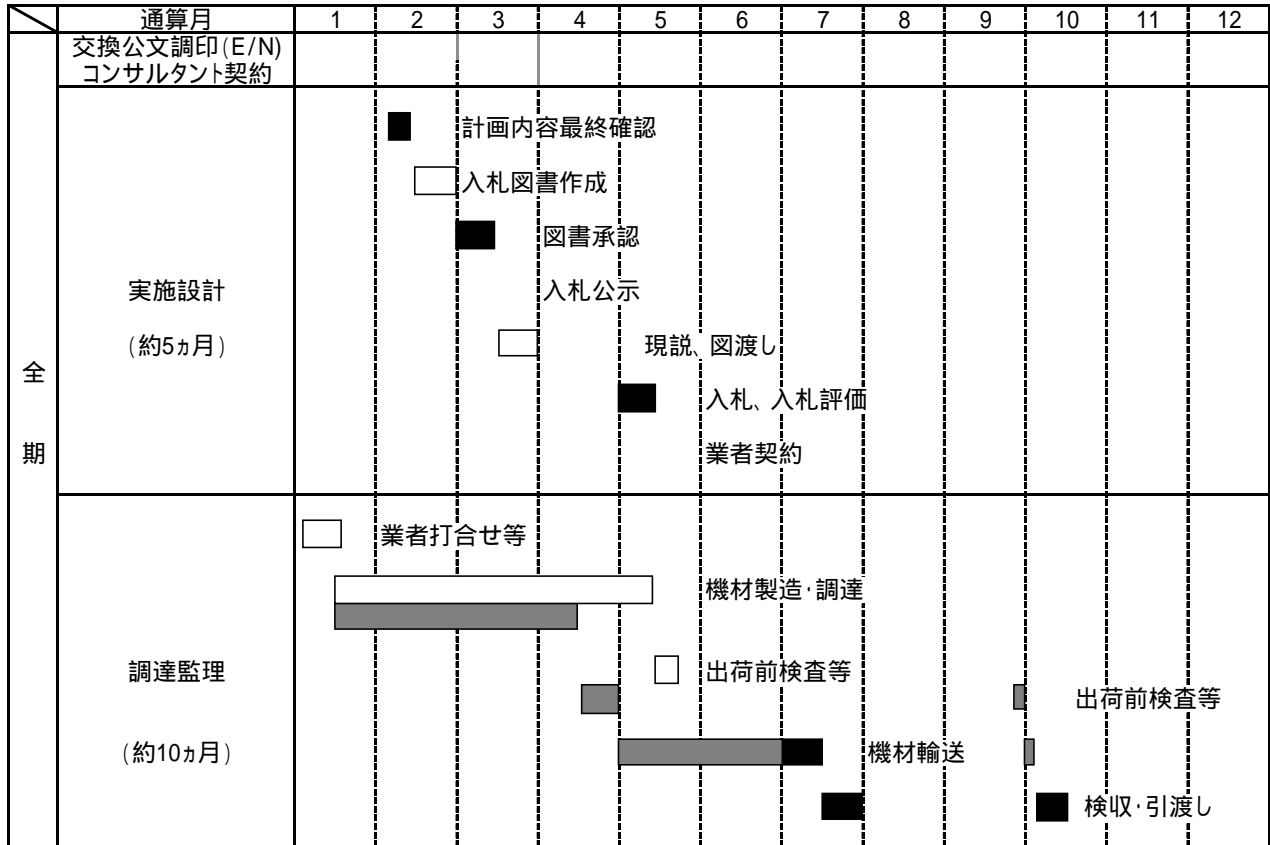 通算月 1 2 3 4 5 6 7 8 9 10 11 12
交換公文調印(E/N)
コンサルタント契約
全期
実施設計
(約5ヵ月)
計画内容最終確認
入札図書作成
図書承認
入札公示
現説、図渡し
入札、入札評価
業者契約
調達監理
(約10ヵ月)
業者打合せ等
機材製造・調達
出荷前検査等
出荷前検査等
機材輸送
検収・引渡し